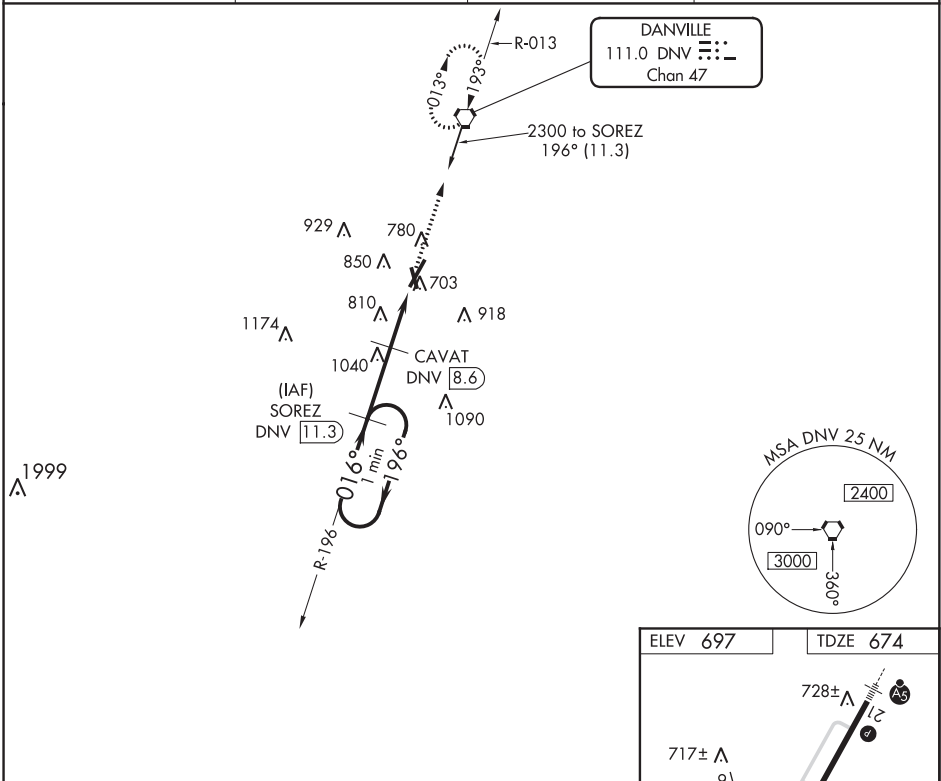 R-013
DANVILLE
111.0 DNV
Chan 47
013°
193°
2300 to SOREZ
196° (11.3)
929
780
850
703
810
918
1174
1040
CAVAT
DNV 8.6
(IAF)
SOREZ
DNV 11.3
1090
016°
1 min
196°
1999
R-196
MSA DNV 25 NM
2400
090°
3000
360°
ELEV 697
TDZE 674
728±
A5
21
P
717±